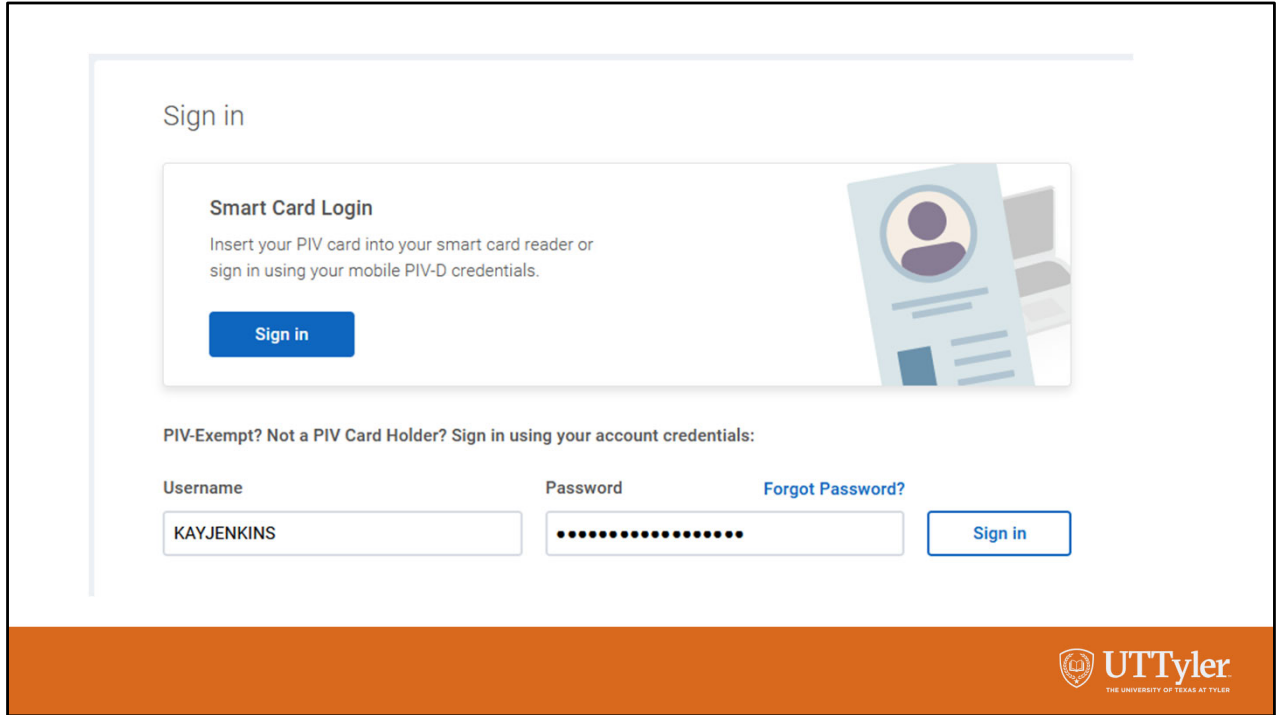 Sign in
Smart Card Login
Insert your PIV card into your smart card reader or
sign in using your mobile PIV-D credentials.
Sign in
PIV-Exempt? Not a PIV Card Holder? Sign in using your account credentials:
Username
Password
Forgot Password?
KAYJENKINS
••••••••••••••••••
Sign in
UTTyler
THE UNIVERSITY OF TEXAS AT TYLER